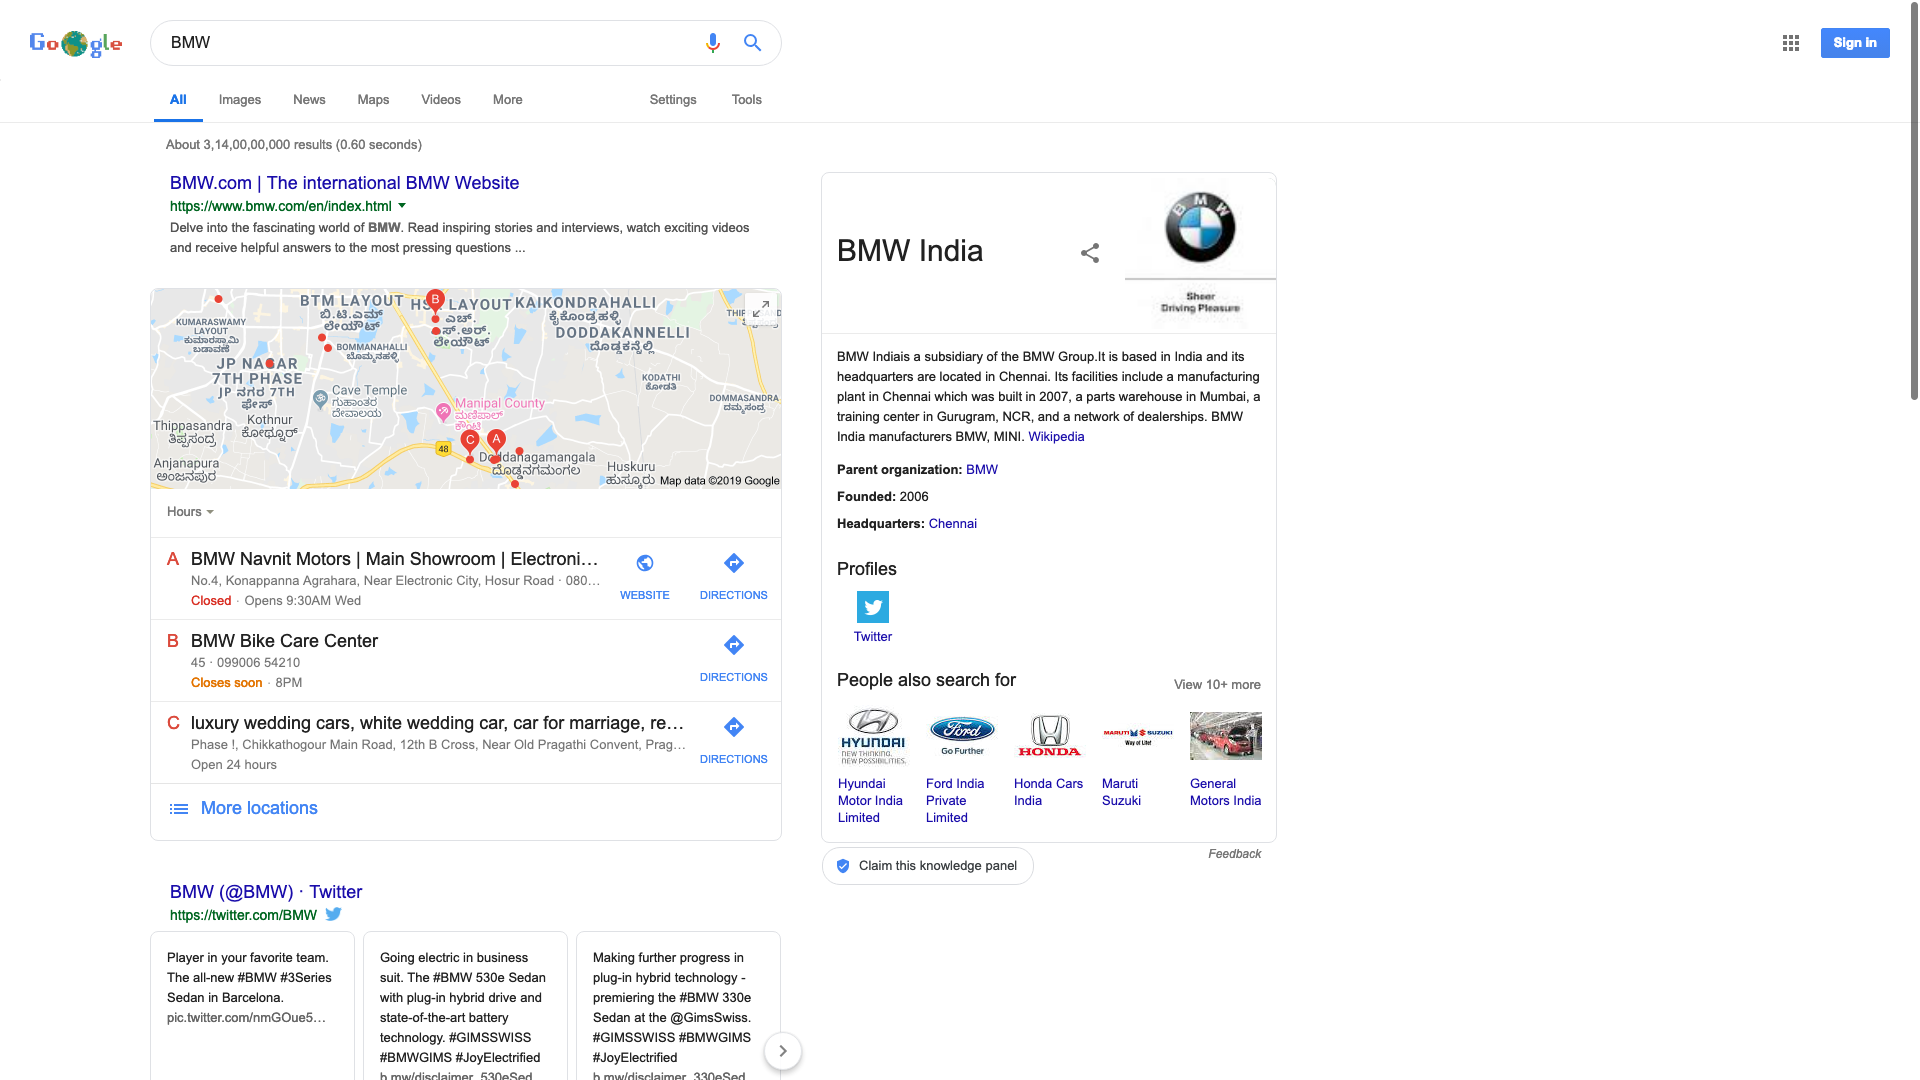 Google
BMW
Sign in
All
Images
News
Maps
Videos
More
Settings
Tools
About 3,14,00,00,000 results (0.60 seconds)
BMW.com | The international BMW Website
https://www.bmw.com/en/index.html
Delve into the fascinating world of BMW. Read inspiring stories and interviews, watch exciting videos
and receive helpful answers to the most pressing questions ...
BTM LAYOUT
ಬಿ.ಟಿ.ಎಮ್
ಲೇಯೌಟ್
B
LAYOUT
ಎಚ್.
ಎಸ್.ಆರ್.
ಲೇಯೌಟ್
KAIKONDRAHALLI
ಕೈಕೊಂಡ್ರಹಳ್ಳಿ
DODDAKANNELLI
ದೊಡ್ಡಕನ್ನೆಲ್ಲಿ
KUMARASWAMY
LAYOUT
ಕುಮಾರಸ್ವಾಮಿ
ಬಡಾವಣೆ
BOMMANAHALLI
ಬೊಮ್ಮನಹಳ್ಳಿ
JP NAGAR
7TH PHASE
ಜೆಪಿ ನಗರ 7TH
ಫೇಸ್
Cave Temple
ಗುಹಾಂತರ
ದೇವಾಲಯ
KODATHI
ಕೊಡತಿ
DOMMASANDRA
ದಮ್ಮಸಂದ್ರ
Manipal County
ಮಣಿಪಾಲ್
ಕೌಂಟಿ
Kothnur
ಕೋಥ್ನೂರ್
Thippasandra
ತಿಪ್ಪಸಂದ್ರ
C
A
48
Doddanagamangala
ದೊಡ್ಡನಗಮಂಗಲ
Anjanapura
ಅಂಜನಪುರ
Huskuru
ಹುಸ್ಕೂರು
Map data ©2019 Google
Hours
A
BMW Navnit Motors | Main Showroom | Electroni...
No.4, Konappanna Agrahara, Near Electronic City, Hosur Road · 080...
Closed · Opens 9:30AM Wed
WEBSITE
DIRECTIONS
B
BMW Bike Care Center
45 · 099006 54210
Closes soon · 8PM
DIRECTIONS
C
luxury wedding cars, white wedding car, car for marriage, re...
Phase !, Chikkathogour Main Road, 12th B Cross, Near Old Pragathi Convent, Prag...
Open 24 hours
DIRECTIONS
More locations
BMW (@BMW) · Twitter
https://twitter.com/BMW
Player in your favorite team.
The all-new #BMW #3Series
Sedan in Barcelona.
pic.twitter.com/nmGOue5...
Going electric in business
suit. The #BMW 530e Sedan
with plug-in hybrid drive and
state-of-the-art battery
technology. #GIMSSWISS
#BMWGIMS #JoyElectrified
b.mw/disclaimer_530eSed
Making further progress in
plug-in hybrid technology -
premiering the #BMW 330e
Sedan at the @GimsSwiss.
#GIMSSWISS #BMWGIMS
#JoyElectrified
b.mw/disclaimer_330eSed
BMW India
BMW
Sheer
Driving Pleasure
BMW Indiais a subsidiary of the BMW Group.It is based in India and its
headquarters are located in Chennai. Its facilities include a manufacturing
plant in Chennai which was built in 2007, a parts warehouse in Mumbai, a
training center in Gurugram, NCR, and a network of dealerships. BMW
India manufacturers BMW, MINI. Wikipedia
Parent organization: BMW
Founded: 2006
Headquarters: Chennai
Profiles
Twitter
People also search for
View 10+ more
HYUNDAI
NEW THINKING.
NEW POSSIBILITIES.
Ford
Go Further
HONDA
MARUTI SUZUKI
Way of Life!
Hyundai
Motor India
Limited
Ford India
Private
Limited
Honda Cars
India
Maruti
Suzuki
General
Motors India
Feedback
Claim this knowledge panel